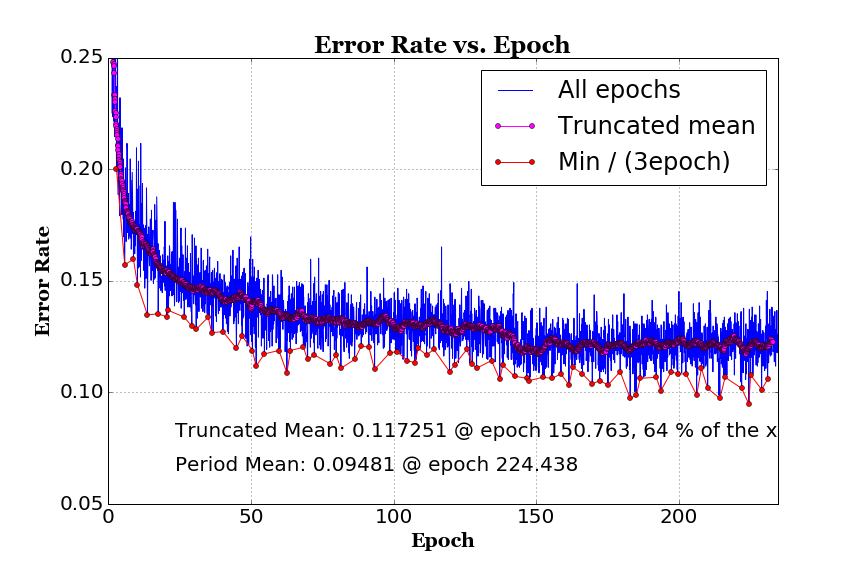 Error Rate vs. Epoch
0.25
0.20
0.15
0.10
0.05
Error Rate
All epochs
Truncated mean
Min / (3epoch)
Truncated Mean: 0.117251 @ epoch 150.763, 64 % of the x
Period Mean: 0.09481 @ epoch 224.438
0 50 100 150 200
Epoch